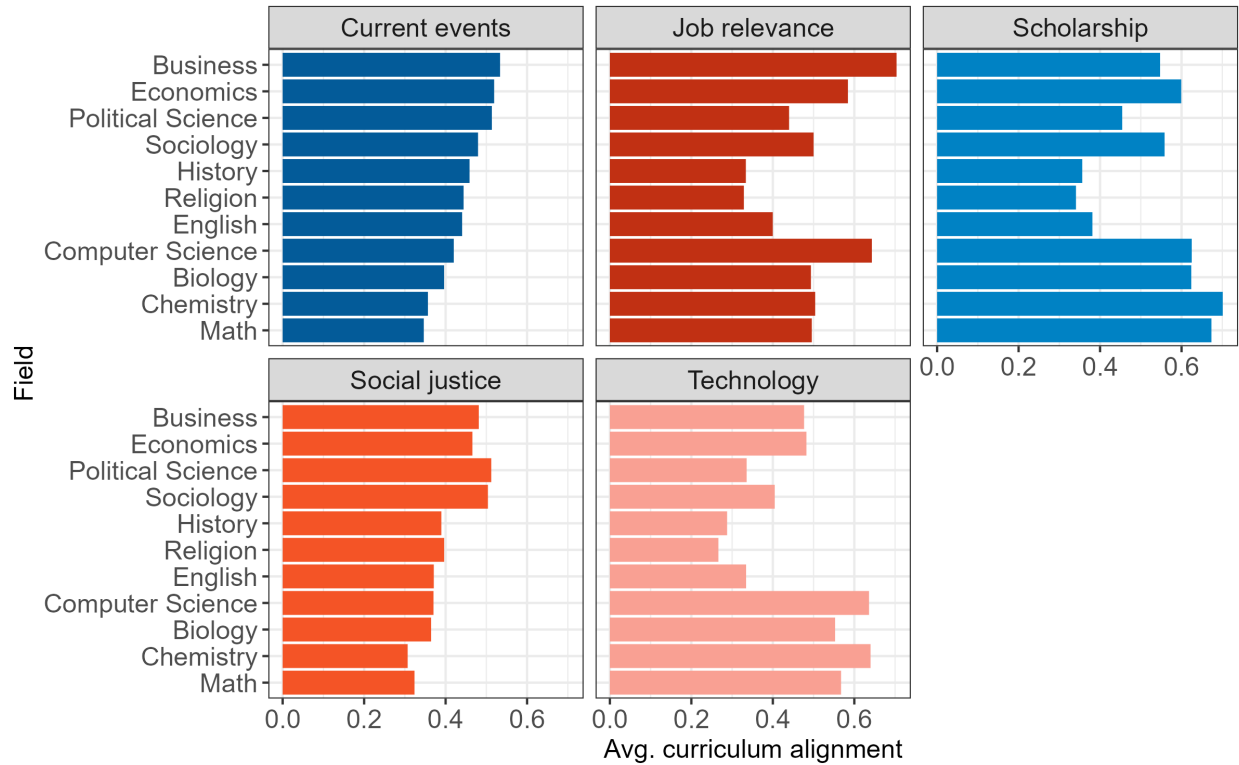 Current events
Job relevance
Scholarship
Business
Economics
Political Science
Sociology
History
Religion
English
Computer Science
Biology
Chemistry
Math
0.0 0.2 0.4 0.6
Field
Social justice
Technology
Business
Economics
Political Science
Sociology
History
Religion
English
Computer Science
Biology
Chemistry
Math
0.0 0.2 0.4 0.6
0.0 0.2 0.4 0.6
Avg. curriculum alignment